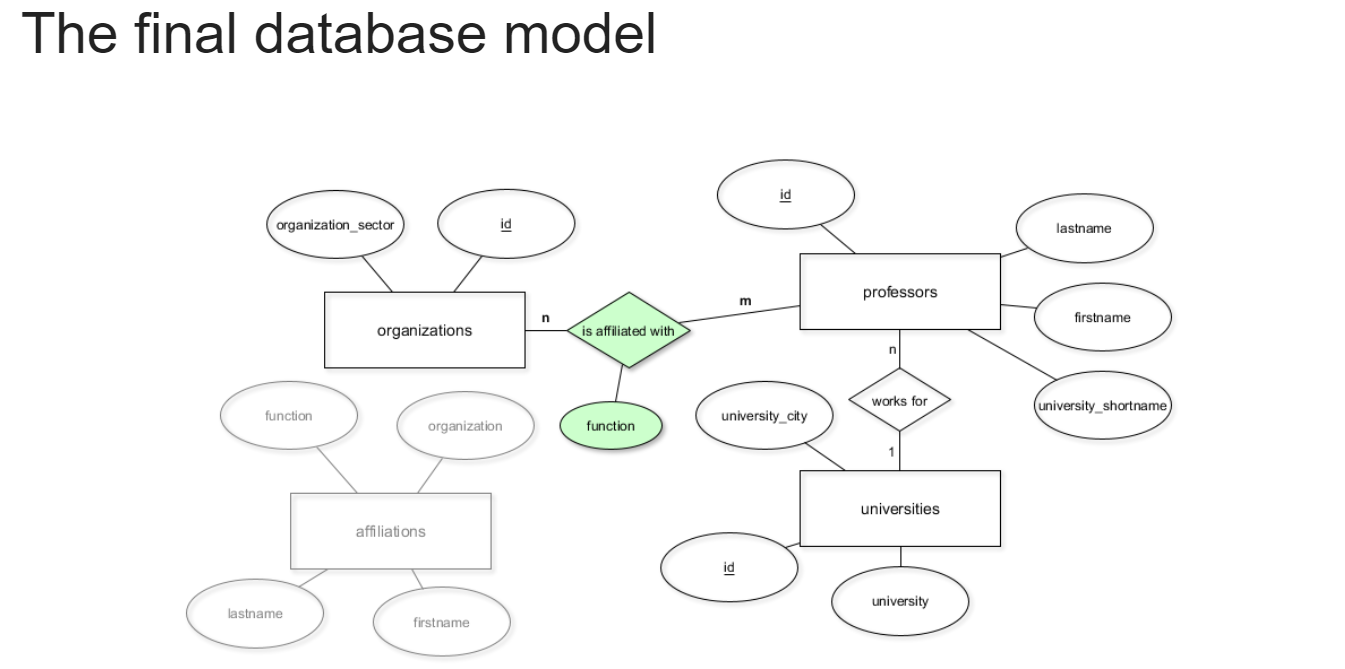 The final database model
id
organization_sector
id
lastname
professors
firstname
m
n
organizations
is affiliated with
n
university_shortname
works for
function
organization
function
university_city
1
universities
affiliations
id
university
lastname
firstname